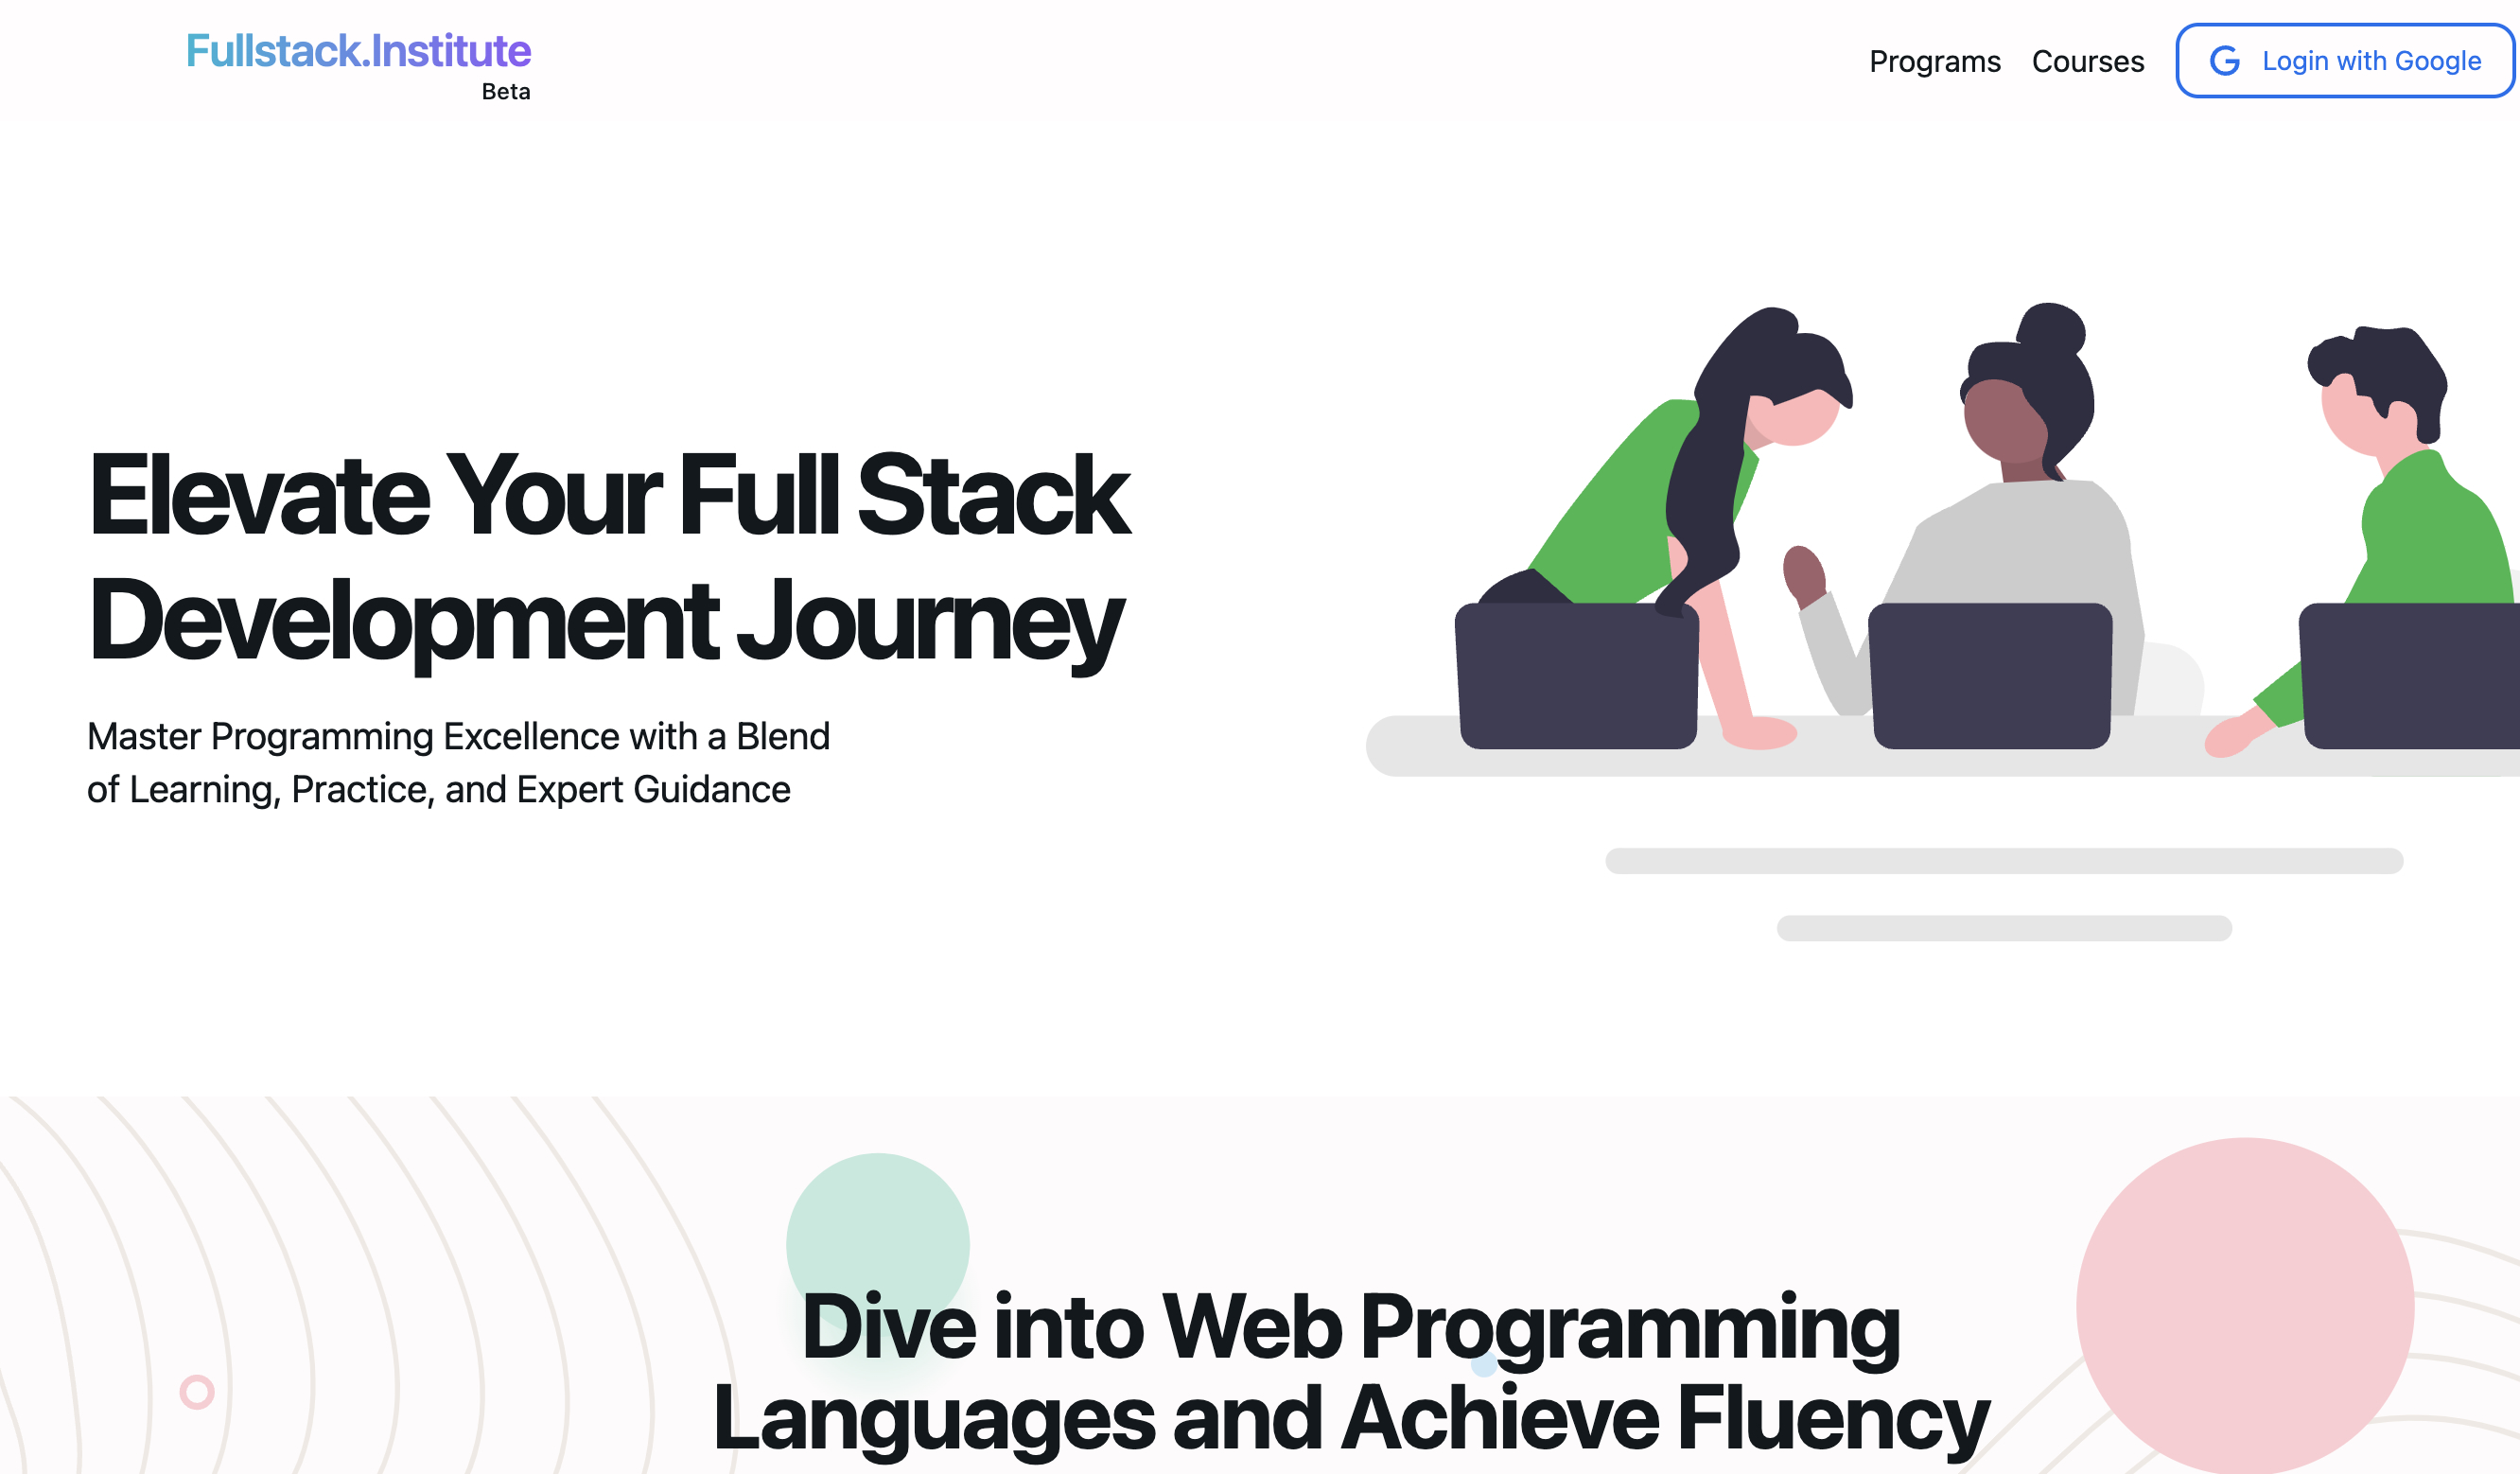 Fullstack.Institute
Beta
Programs
Courses
G Login with Google
Elevate Your Full Stack
Development Journey
Master Programming Excellence with a Blend
of Learning, Practice, and Expert Guidance
Dive into Web Programming
Languages and Achieve Fluency